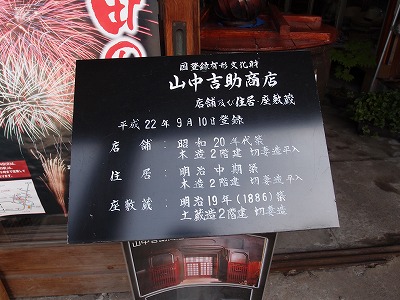 国登録有形文化財
山中吉助商店
店舗及び住居・座敷蔵
平成22年9月10日登録
店舗：昭和20年代築
木造2階建 切妻造平入
住居：明治中期築
木造2階建 切妻造平入
座敷蔵：明治19年(1886)築
土蔵造2階建 切妻造